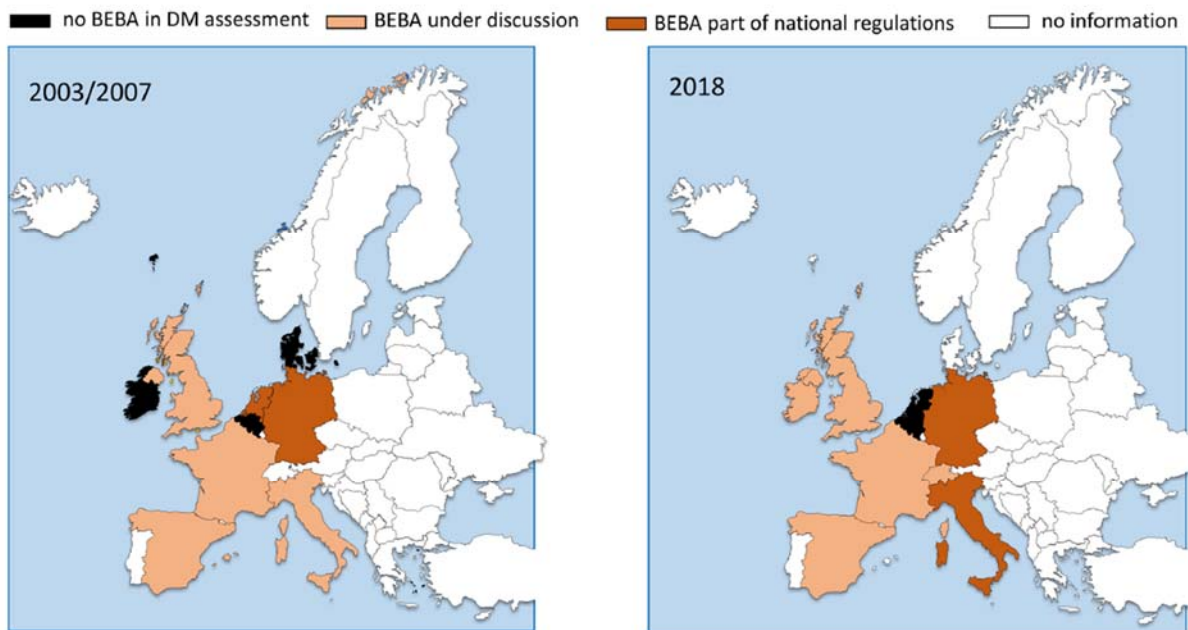 no BEBA in DM assessment BEBA under discussion BEBA part of national regulations no information
2003/2007
2018